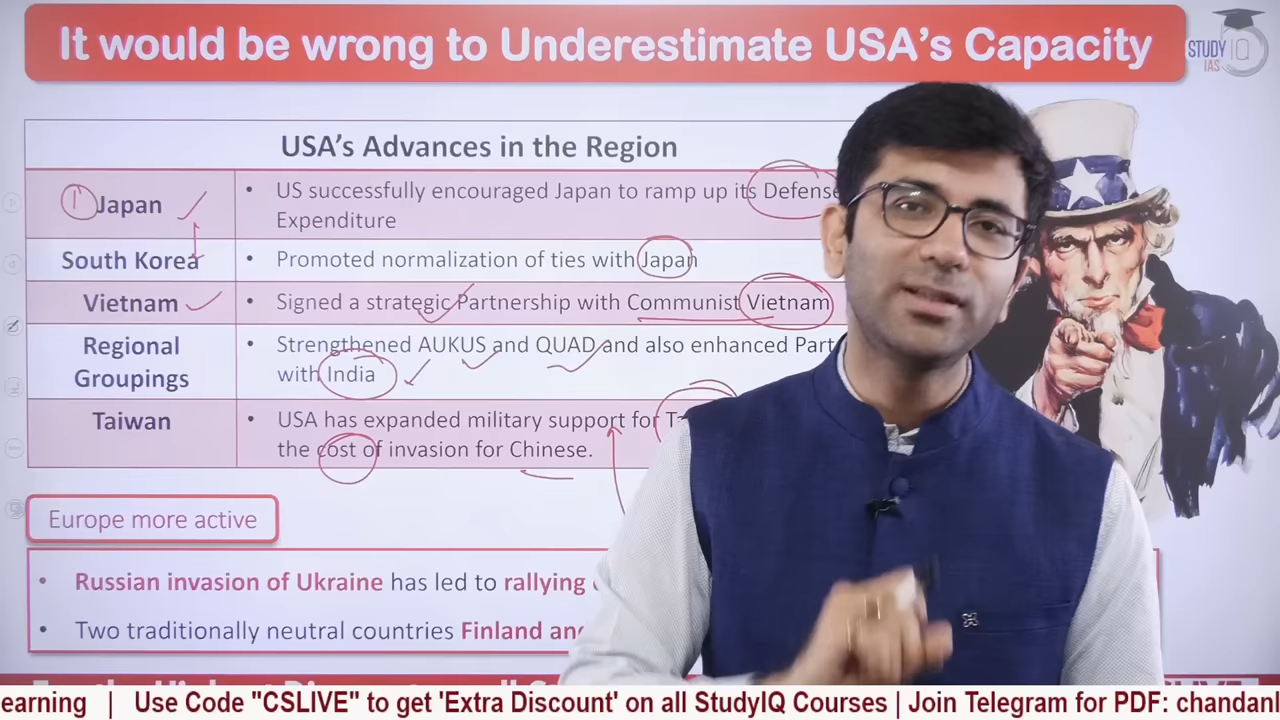 It would be wrong to Underestimate USA's Capacity
STUDY IQ
IAS
USA's Advances in the Region
Japan
• US successfully encouraged Japan to ramp up its Defense
Expenditure
South Korea
• Promoted normalization of ties with Japan
Vietnam
• Signed a strategic Partnership with Communist Vietnam
Regional
Groupings
• Strengthened AUKUS and QUAD and also enhanced
with India
Taiwan
• USA has expanded military support for
the cost of invasion for Chinese.
Europe more active
• Russian invasion of Ukraine has led to rallying
• Two traditionally neutral countries Finland
earning | Use Code "CSLIVE" to get 'Extra Discount' on all StudyIQ Courses | Join Telegram for PDF: chandanl